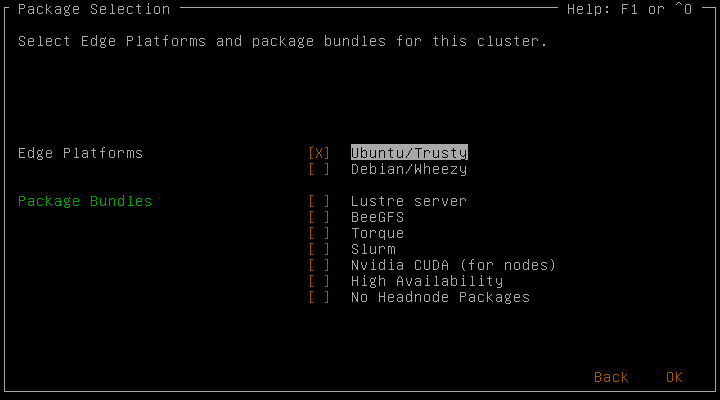 Package Selection Help: F1 or ^O
Select Edge Platforms and package bundles for this cluster.
Edge Platforms [X] Ubuntu/Trusty
[ ] Debian/Wheezy
Package Bundles [ ] Lustre server
[ ] BeeGFS
[ ] Torque
[ ] Slurm
[ ] Nvidia CUDA (for nodes)
[ ] High Availability
[ ] No Headnode Packages
Back OK